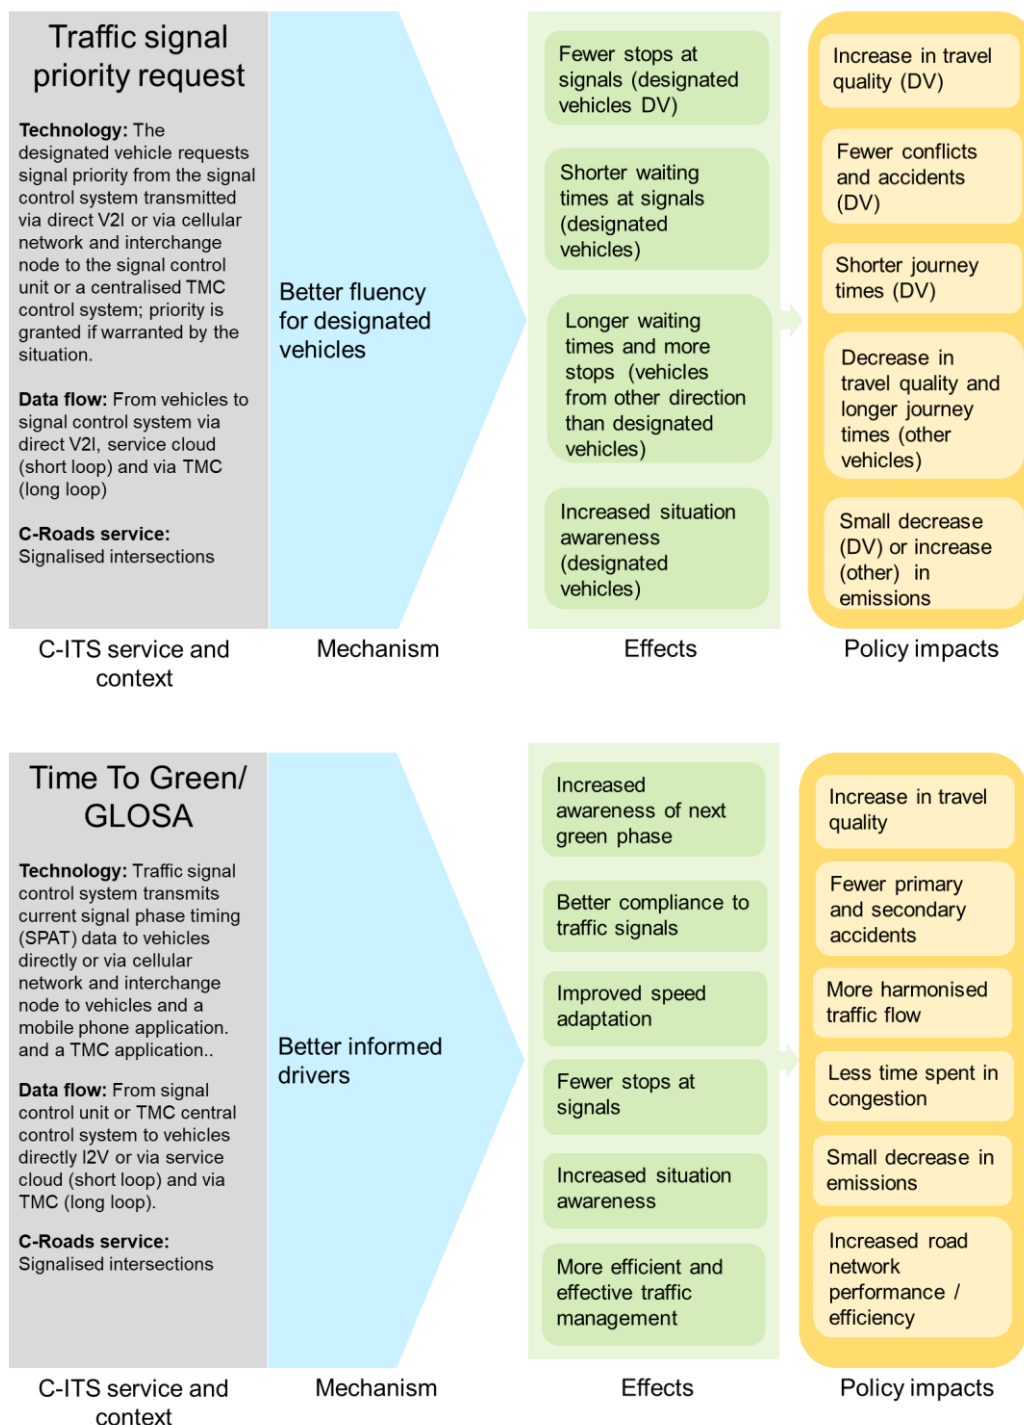 Traffic signal
priority request
Technology: The
designated vehicle requests
signal priority from the signal
control system transmitted
via direct V2I or via cellular
network and interchange
node to the signal control
unit or a centralised TMC
control system; priority is
granted if warranted by the
situation.
Data flow: From vehicles to
signal control system via
direct V2I, service cloud
(short loop) and via TMC
(long loop)
C-Roads service:
Signalised intersections
Better fluency
for designated
vehicles
Fewer stops at
signals (designated
vehicles DV)
Shorter waiting
times at signals
(designated
vehicles)
Longer waiting
times and more
stops (vehicles
from other direction
than designated
vehicles)
Increased situation
awareness
(designated
vehicles)
Increase in travel
quality (DV)
Fewer conflicts
and accidents
(DV)
Shorter journey
times (DV)
Decrease in
travel quality and
longer journey
times (other
vehicles)
Small decrease
(DV) or increase
(other) in
emissions
C-ITS service and
context
Mechanism
Effects
Policy impacts
Time To Green/
GLOSA
Technology: Traffic signal
control system transmits
current signal phase timing
(SPAT) data to vehicles
directly or via cellular
network and interchange
node to vehicles and a
mobile phone application.
and a TMC application..
Data flow: From signal
control unit or TMC central
control system to vehicles
directly I2V or via service
cloud (short loop) and via
TMC (long loop).
C-Roads service:
Signalised intersections
Better informed
drivers
Increased
awareness of next
green phase
Better compliance to
traffic signals
Improved speed
adaptation
Fewer stops at
signals
Increased situation
awareness
More efficient and
effective traffic
management
Increase in travel
quality
Fewer primary
and secondary
accidents
More harmonised
traffic flow
Less time spent in
congestion
Small decrease in
emissions
Increased road
network
performance /
efficiency
C-ITS service and
context
Mechanism
Effects
Policy impacts